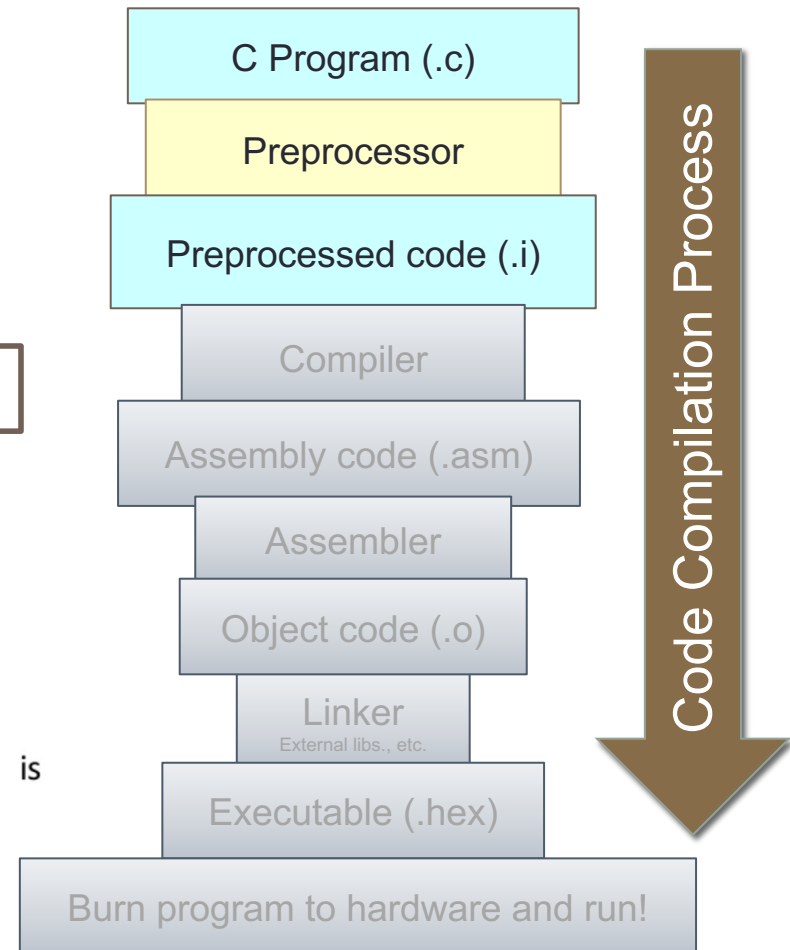 C Program (.c)
Preprocessor
Preprocessed code (.i)
Compiler
Assembly code (.asm)
Assembler
Object code (.o)
Linker
External libs., etc.
is
Executable (.hex)
Burn program to hardware and run!
Code Compilation Process